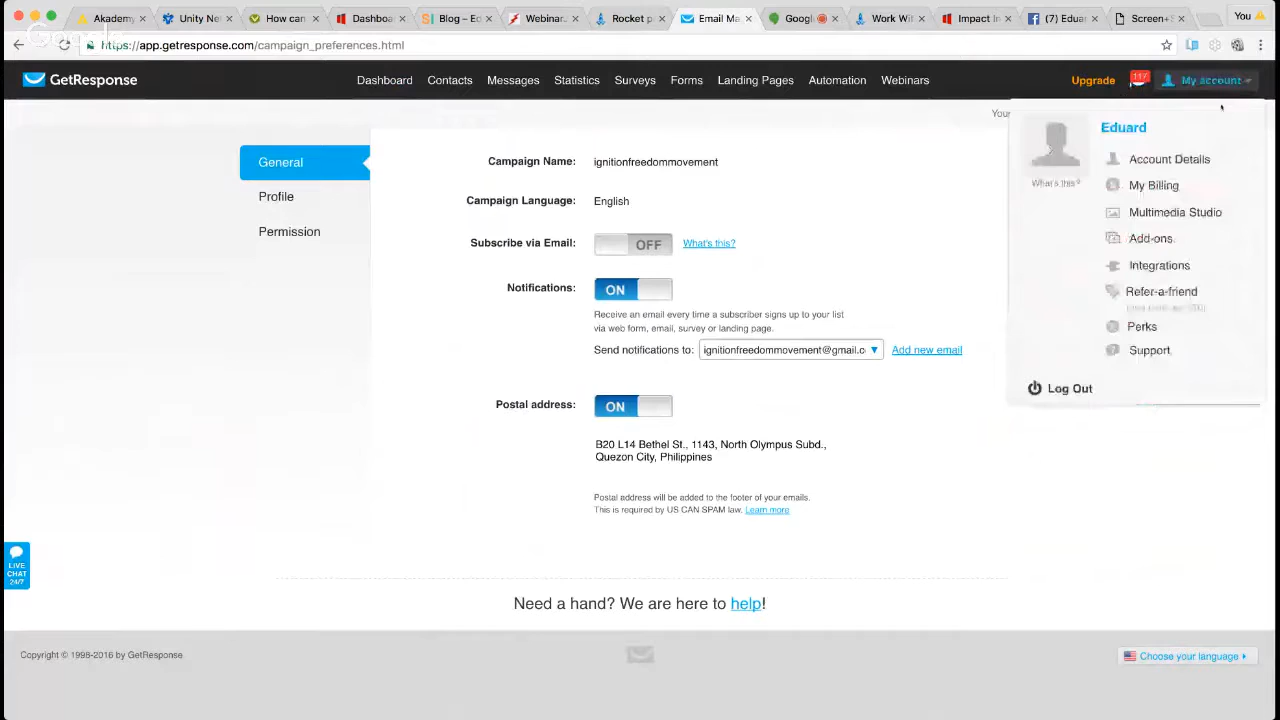 Akadem
Unity Ne
How can
Dashboa
Blog – Ed
Webinar
Rocket p
Email Ma
Googl
Work Wi
Impact In
(7) Eduar
Screen+S
You
Google
https://app.getresponse.com/campaign_preferences.html
GetResponse
Dashboard
Contacts
Messages
Statistics
Surveys
Forms
Landing Pages
Automation
Webinars
Upgrade
117
My account
You
Eduard
What's this?
Account Details
My Billing
Multimedia Studio
Add-ons
Integrations
Refer-a-friend
Perks
Support
Log Out
General
Profile
Permission
Campaign Name: ignitionfreedommovement
Campaign Language: English
Subscribe via Email: OFF What's this?
Notifications: ON
Receive an email every time a subscriber signs up to your list
via web form, email, survey or landing page.
Send notifications to: ignitionfreedommovement@gmail.c Add new email
Postal address: ON
B20 L14 Bethel St., 1143, North Olympus Subd.,
Quezon City, Philippines
Postal address will be added to the footer of your emails.
This is required by US CAN SPAM law. Learn more
LIVE
CHAT
24/7
Need a hand? We are here to help!
Copyright © 1998-2016 by GetResponse
Choose your language